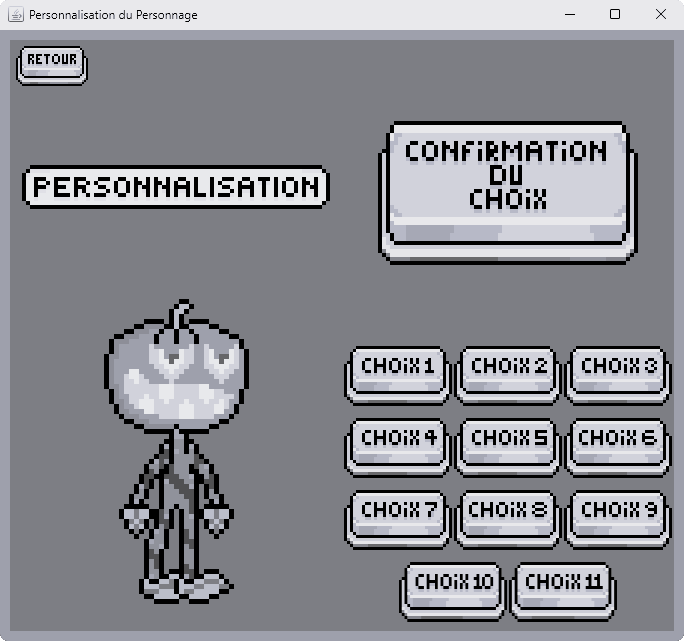 Personnalisation du Personnage
RETOUR
PERSONNALISATION
CONFiRMATiON
DU
CHOiX
CHOiX 1
CHOiX 2
CHOiX 3
CHOiX 4
CHOiX 5
CHOiX 6
CHOiX 7
CHOiX 8
CHOiX 9
CHOiX 10
CHOiX 11